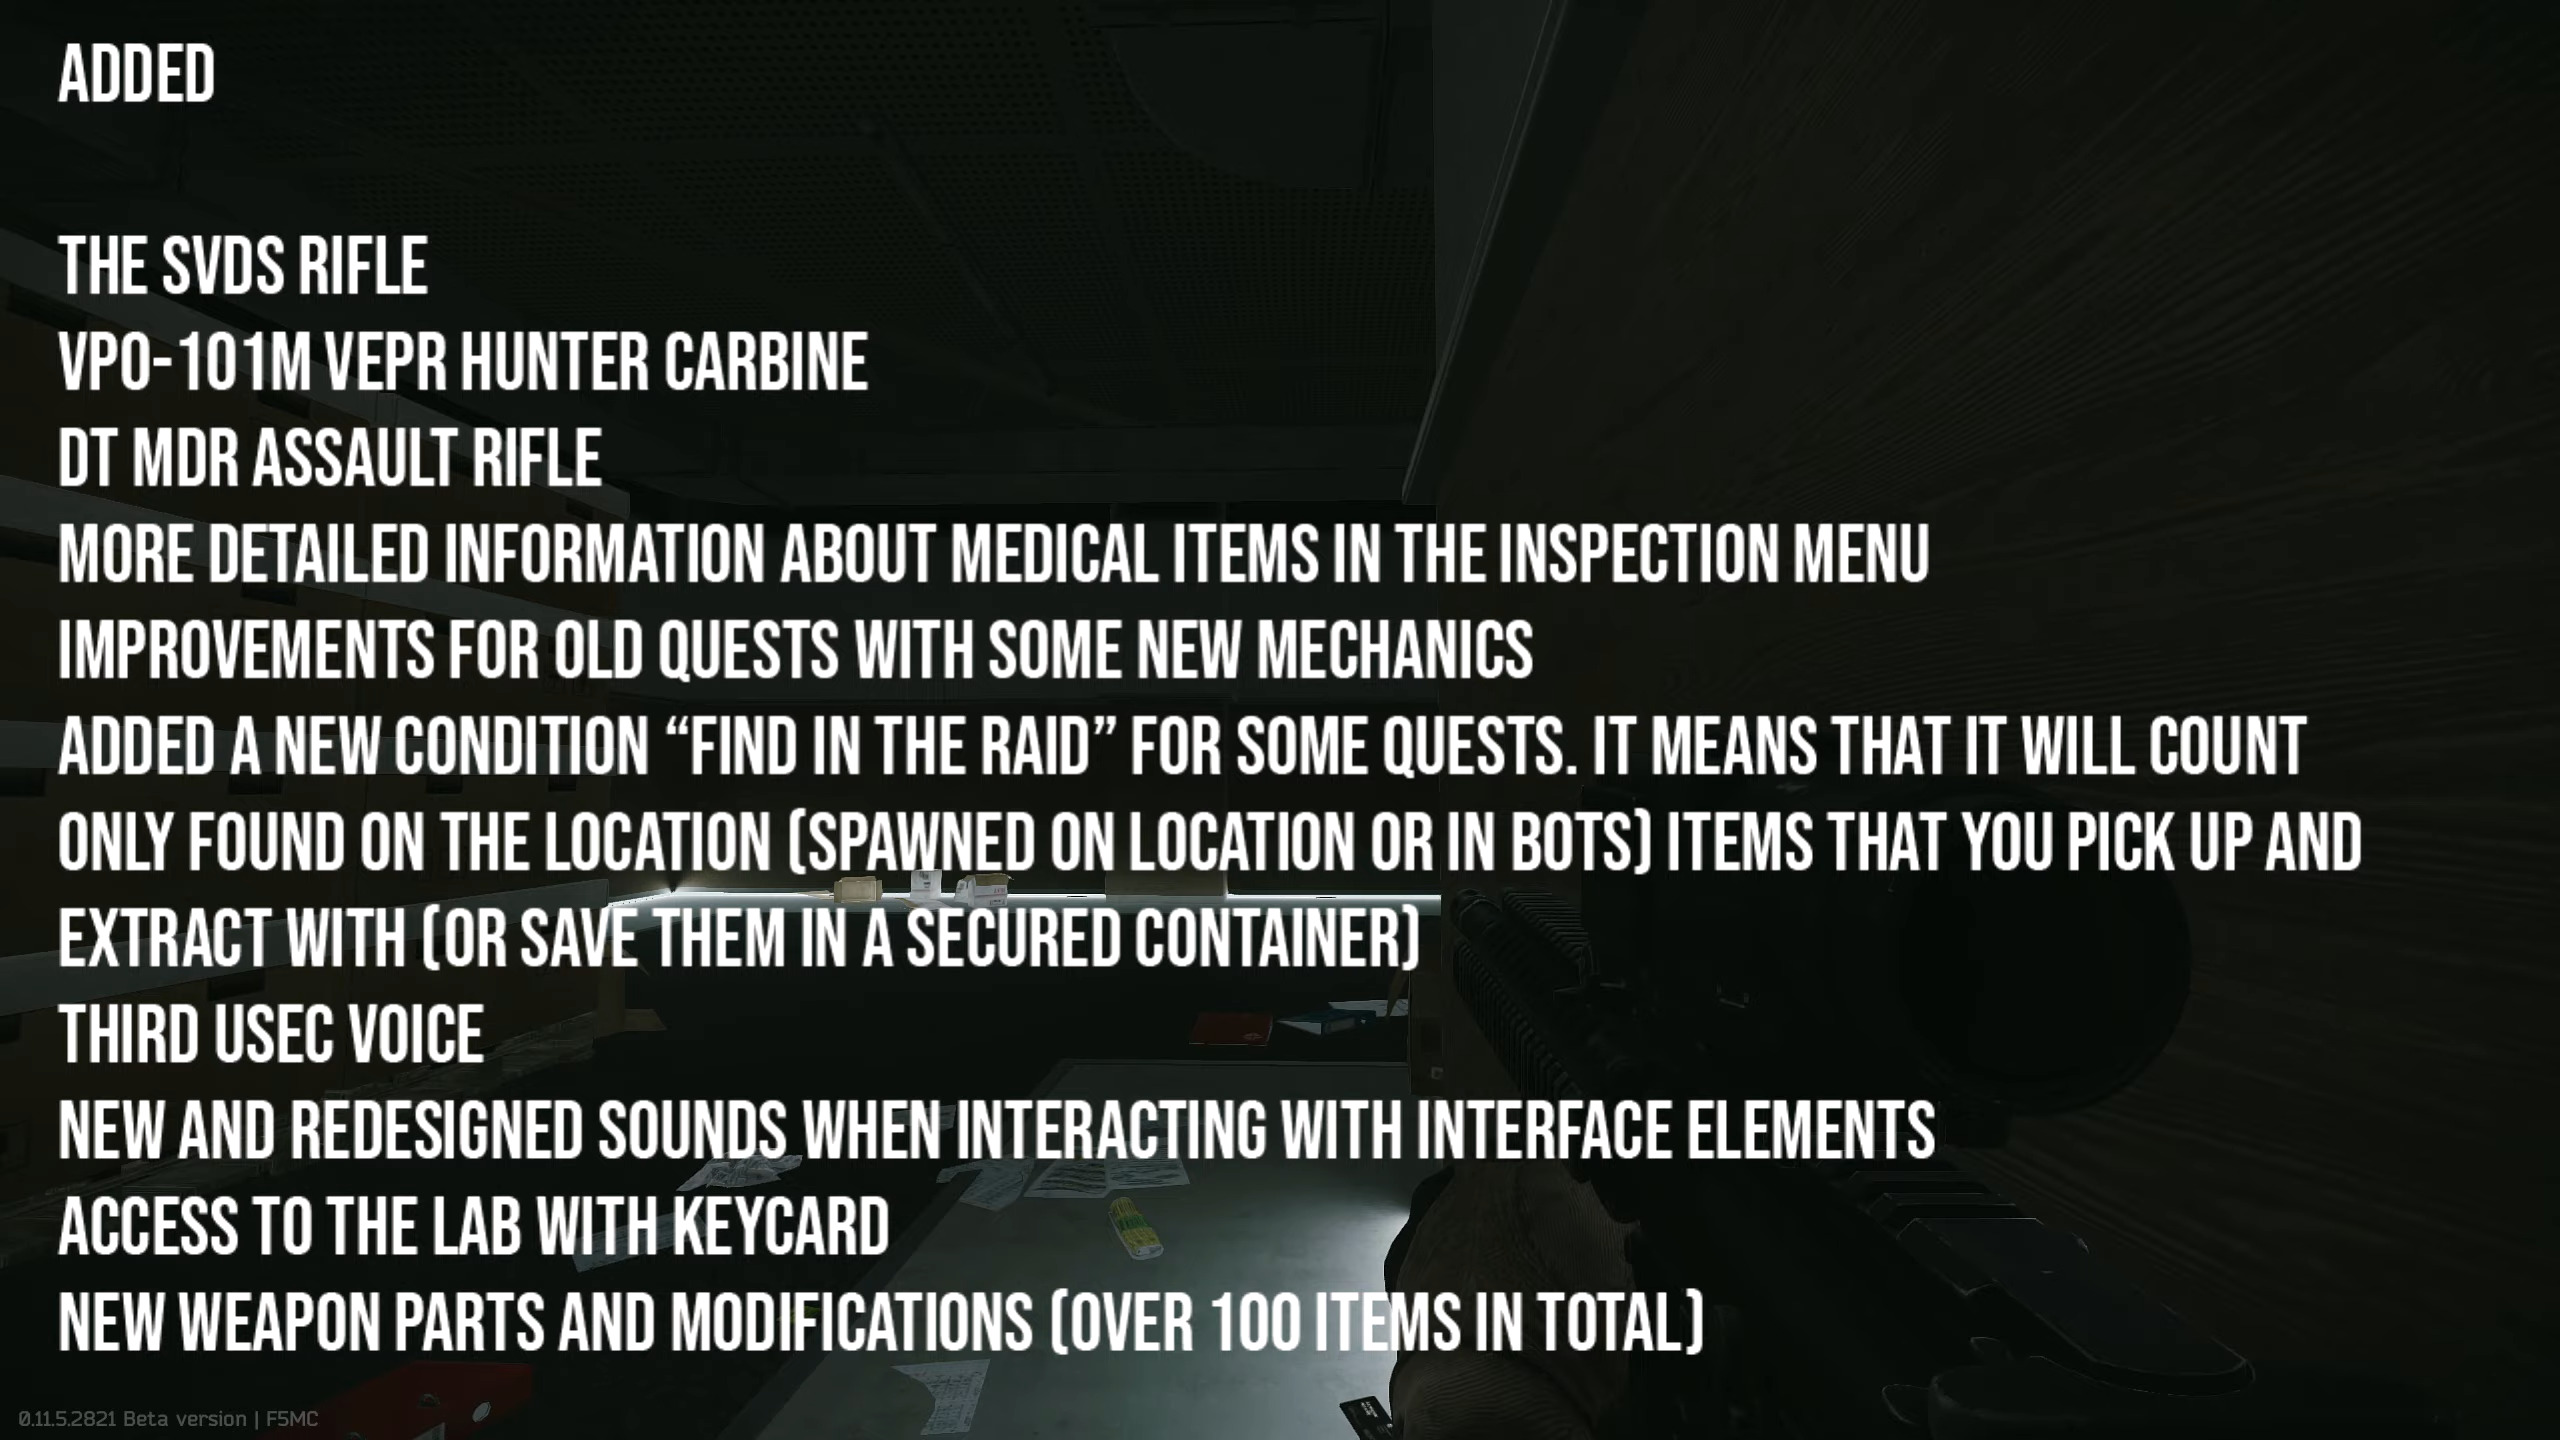 ADDED
THE SVDS RIFLE
VPO-101M VEPR HUNTER CARBINE
DT MDR ASSAULT RIFLE
MORE DETAILED INFORMATION ABOUT MEDICAL ITEMS IN THE INSPECTION MENU
IMPROVEMENTS FOR OLD QUESTS WITH SOME NEW MECHANICS
ADDED A NEW CONDITION “FIND IN THE RAID” FOR SOME QUESTS. IT MEANS THAT IT WILL COUNT
ONLY FOUND ON THE LOCATION (SPAWNED ON LOCATION OR IN BOTS) ITEMS THAT YOU PICK UP AND
EXTRACT WITH (OR SAVE THEM IN A SECURED CONTAINER)
THIRD USEC VOICE
NEW AND REDESIGNED SOUNDS WHEN INTERACTING WITH INTERFACE ELEMENTS
ACCESS TO THE LAB WITH KEYCARD
NEW WEAPON PARTS AND MODIFICATIONS (OVER 100 ITEMS IN TOTAL)
0.11.5.2821 Beta version | F5MC